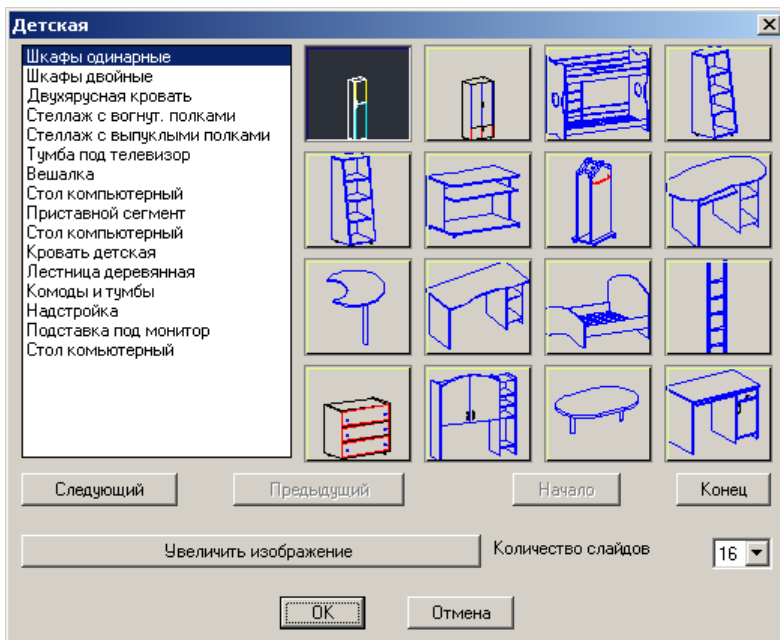 Детская
Шкафы одинарные
Шкафы двойные
Двухярусная кровать
Стеллаж с вогнут. полками
Стеллаж с выпуклыми полками
Тумба под телевизор
Вешалка
Стол компьютерный
Приставной сегмент
Стол компьютерный
Кровать детская
Лестница деревянная
Комоды и тумбы
Надстройка
Подставка под монитор
Стол комьютерный
Следующий Предыдущий Начало Конец
Увеличить изображение Количество слайдов 16
OK Отмена